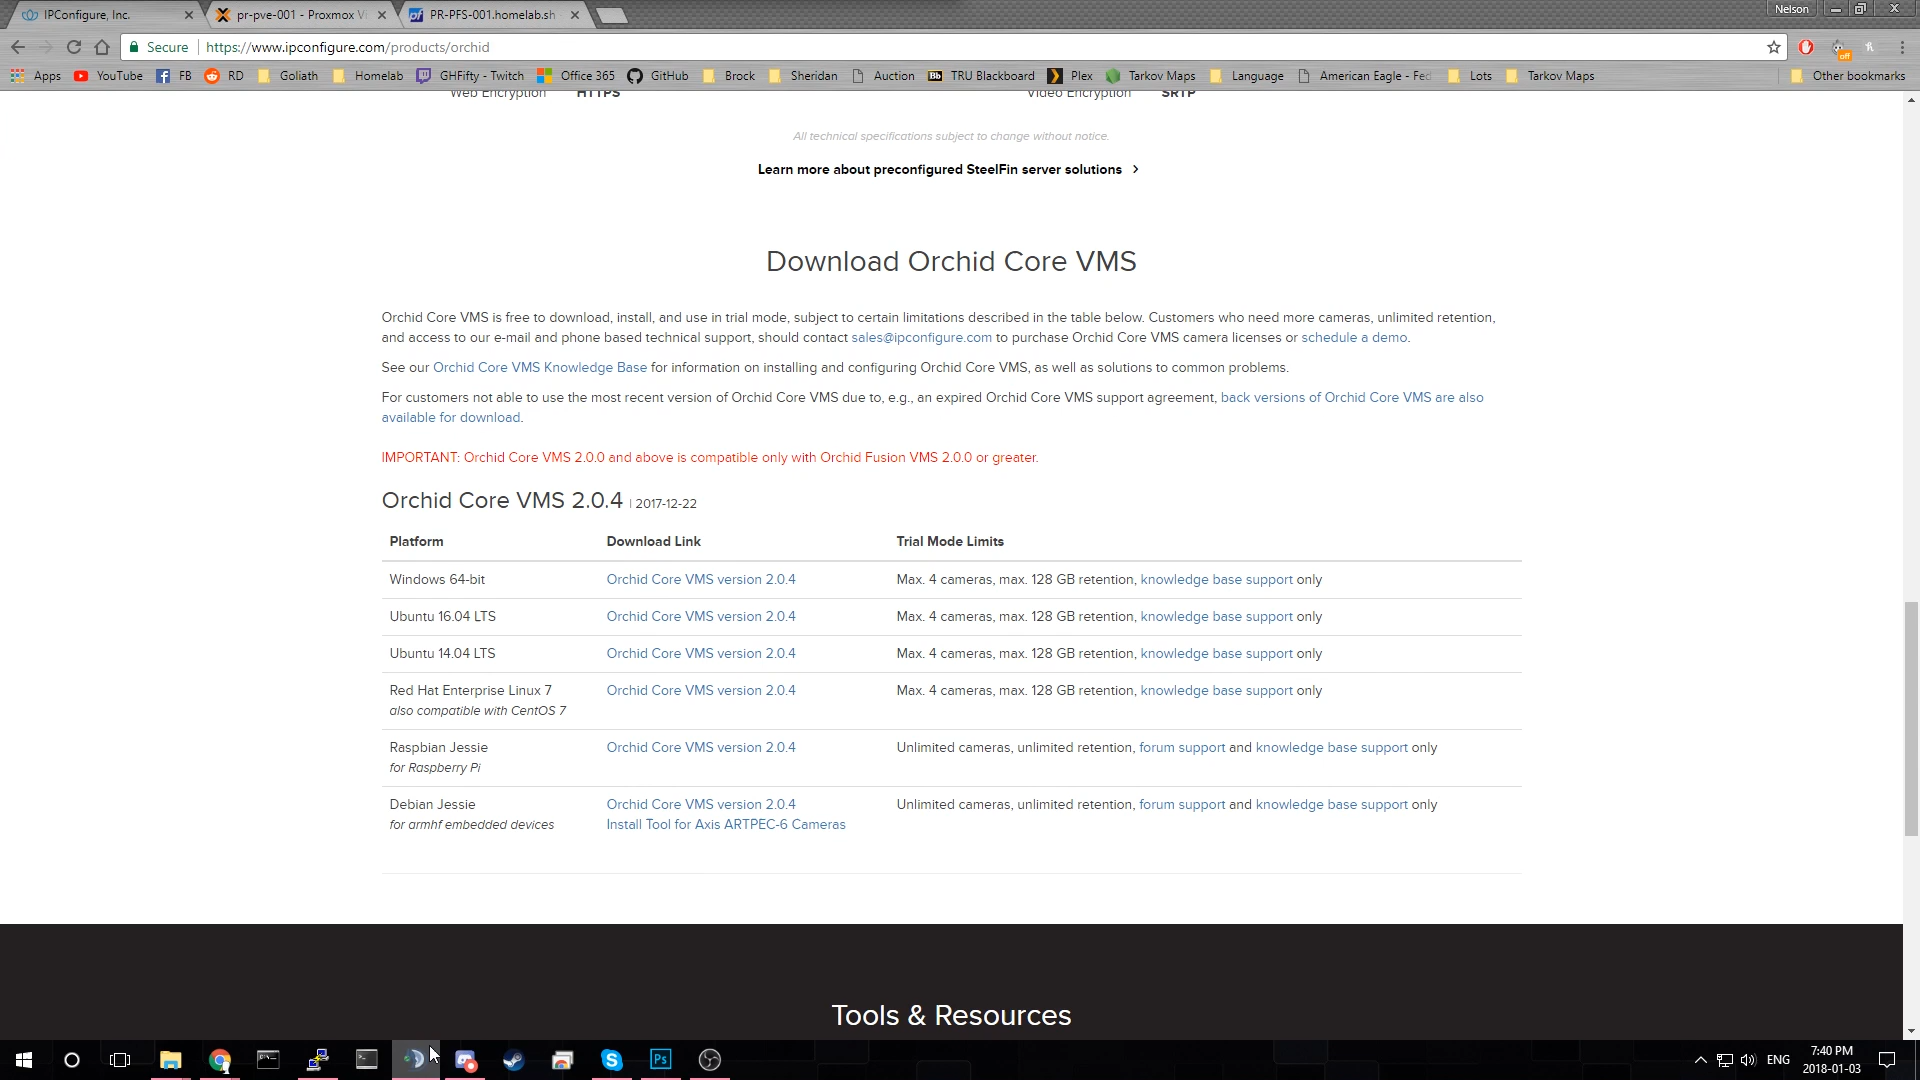 IPConfigure, Inc.
pr-pve-001 - Proxmox V
PR-PFS-001.homelab.sh
Nelson
Secure
https://www.ipconfigure.com/products/orchid
Apps
YouTube
FB
RD
Goliath
Homelab
GHFifty - Twitch
Office 365
GitHub
Brock
Sheridan
Auction
TRU Blackboard
Plex
Tarkov Maps
Language
American Eagle - Fed
Lots
Tarkov Maps
Other bookmarks
Web Encryption HTTPS
Video Encryption SRTP
All technical specifications subject to change without notice.
Learn more about preconfigured SteelFin server solutions >
Download Orchid Core VMS
Orchid Core VMS is free to download, install, and use in trial mode, subject to certain limitations described in the table below. Customers who need more cameras, unlimited retention,
and access to our e-mail and phone based technical support, should contact sales@ipconfigure.com to purchase Orchid Core VMS camera licenses or schedule a demo.
See our Orchid Core VMS Knowledge Base for information on installing and configuring Orchid Core VMS, as well as solutions to common problems.
For customers not able to use the most recent version of Orchid Core VMS due to, e.g., an expired Orchid Core VMS support agreement, back versions of Orchid Core VMS are also
available for download.
IMPORTANT: Orchid Core VMS 2.0.0 and above is compatible only with Orchid Fusion VMS 2.0.0 or greater.
Orchid Core VMS 2.0.4 | 2017-12-22
Platform Download Link Trial Mode Limits
Windows 64-bit Orchid Core VMS version 2.0.4 Max. 4 cameras, max. 128 GB retention, knowledge base support only
Ubuntu 16.04 LTS Orchid Core VMS version 2.0.4 Max. 4 cameras, max. 128 GB retention, knowledge base support only
Ubuntu 14.04 LTS Orchid Core VMS version 2.0.4 Max. 4 cameras, max. 128 GB retention, knowledge base support only
Red Hat Enterprise Linux 7 Orchid Core VMS version 2.0.4 Max. 4 cameras, max. 128 GB retention, knowledge base support only
also compatible with CentOS 7
Raspbian Jessie Orchid Core VMS version 2.0.4 Unlimited cameras, unlimited retention, forum support and knowledge base support only
for Raspberry Pi
Debian Jessie Orchid Core VMS version 2.0.4 Unlimited cameras, unlimited retention, forum support and knowledge base support only
for armhf embedded devices Install Tool for Axis ARTPEC-6 Cameras
Tools & Resources
ENG
7:40 PM
2018-01-03